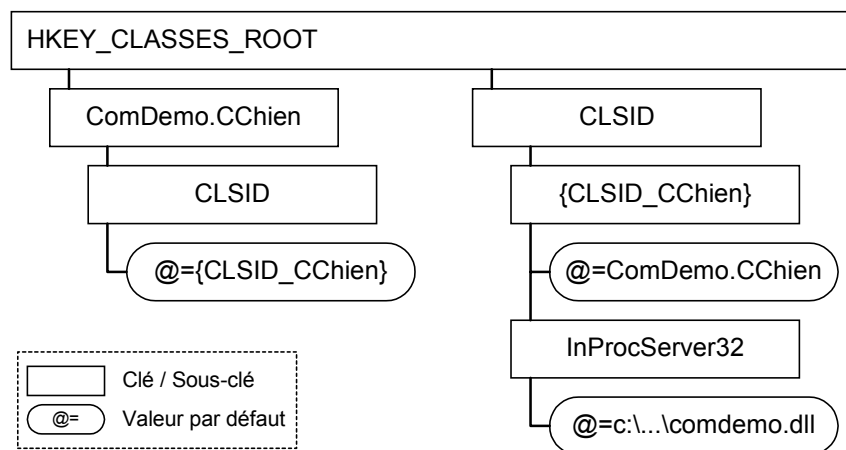 HKEY_CLASSES_ROOT
ComDemo.CChien
CLSID
@={CLSID_CChien}
CLSID
{CLSID_CChien}
@=ComDemo.CChien
InProcServer32
@=c:\...\comdemo.dll
Clé / Sous-clé
@=
Valeur par défaut